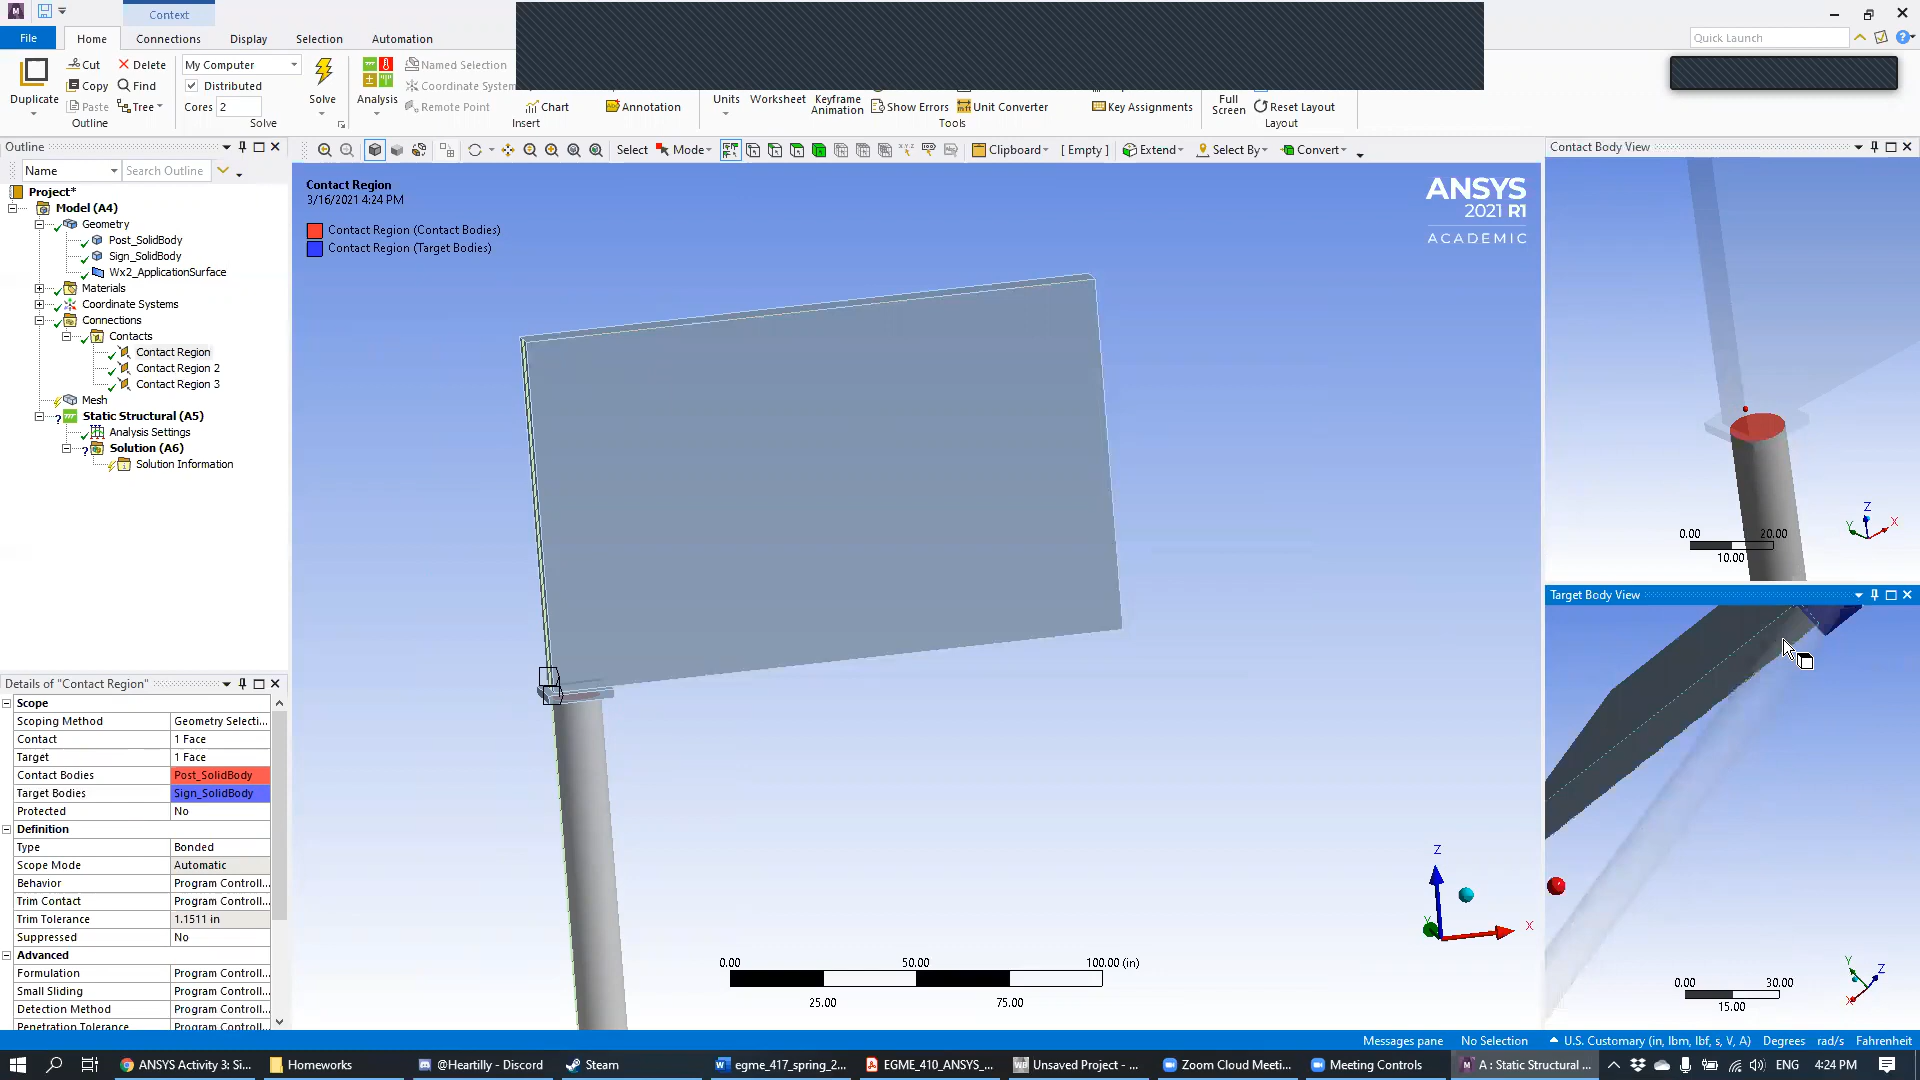 Context
File Home Connections Display Selection Automation
Quick Launch
Duplicate
Cut
Copy
Paste
Delete
Find
Tree
Outline
My Computer
Distributed
Cores 2
Solve
Solve
Analysis
Named Selection
Coordinate System
Remote Point
Chart
Annotation
Insert
Units
Worksheet
Keyframe
Animation
Show Errors
Unit Converter
Key Assignments
Tools
Full
Screen
Reset Layout
Layout
Outline
Name
Search Outline
Select Mode
Clipboard [ Empty ] Extend Select By Convert
Project*
Model (A4)
Geometry
Post_SolidBody
Sign_SolidBody
Wx2_ApplicationSurface
Materials
Coordinate Systems
Connections
Contacts
Contact Region
Contact Region 2
Contact Region 3
Mesh
Static Structural (A5)
Analysis Settings
Solution (A6)
Solution Information
Contact Region
3/16/2021 4:24 PM
Contact Region (Contact Bodies)
Contact Region (Target Bodies)
ANSYS
2021 R1
ACADEMIC
Z
X
Y
0.00 50.00 100.00 (in)
25.00 75.00
Contact Body View
0.00 20.00
10.00
Z
Y
X
Target Body View
0.00 30.00
15.00
Y
Z
X
Details of "Contact Region"
Scope
Scoping Method Geometry Selecti...
Contact 1 Face
Target 1 Face
Contact Bodies Post_SolidBody
Target Bodies Sign_SolidBody
Protected No
Definition
Type Bonded
Scope Mode Automatic
Behavior Program Controll...
Trim Contact Program Controll...
Trim Tolerance 1.1511 in
Suppressed No
Advanced
Formulation Program Controll...
Small Sliding Program Controll...
Detection Method Program Controll...
Penetration Tolerance Program Controll...
Messages pane No Selection U.S. Customary (in, lbm, lbf, s, V, A) Degrees rad/s Fahrenheit
ANSYS Activity 3: Si... Homeworks @Heartilly - Discord Steam egme_417_spring_2... EGME_410_ANSYS_... Unsaved Project - ... Zoom Cloud Meeti... Meeting Controls A : Static Structural ... ENG 4:24 PM